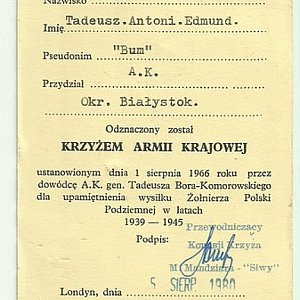 Nazwisko
Tadeusz.Antoni.Edmund.
Imię
"Bum"
Pseudonim
A.K.
Przydział
Okr. Białystok.
Odznaczony został
KRZYŻEM ARMII KRAJOWEJ
ustanowionym dnia 1 sierpnia 1966 roku przez
dowódcę A.K. gen. Tadeusza Bora-Komorowskiego
dla upamiętnienia wysiłku Żołnierza Polski
Podziemnej w latach
1939 — 1945
Przewodniczący
Podpis:
Komisji Krzyża
M. Mandziara - "Siwy"
5 SIERP 1980
Londyn, dnia